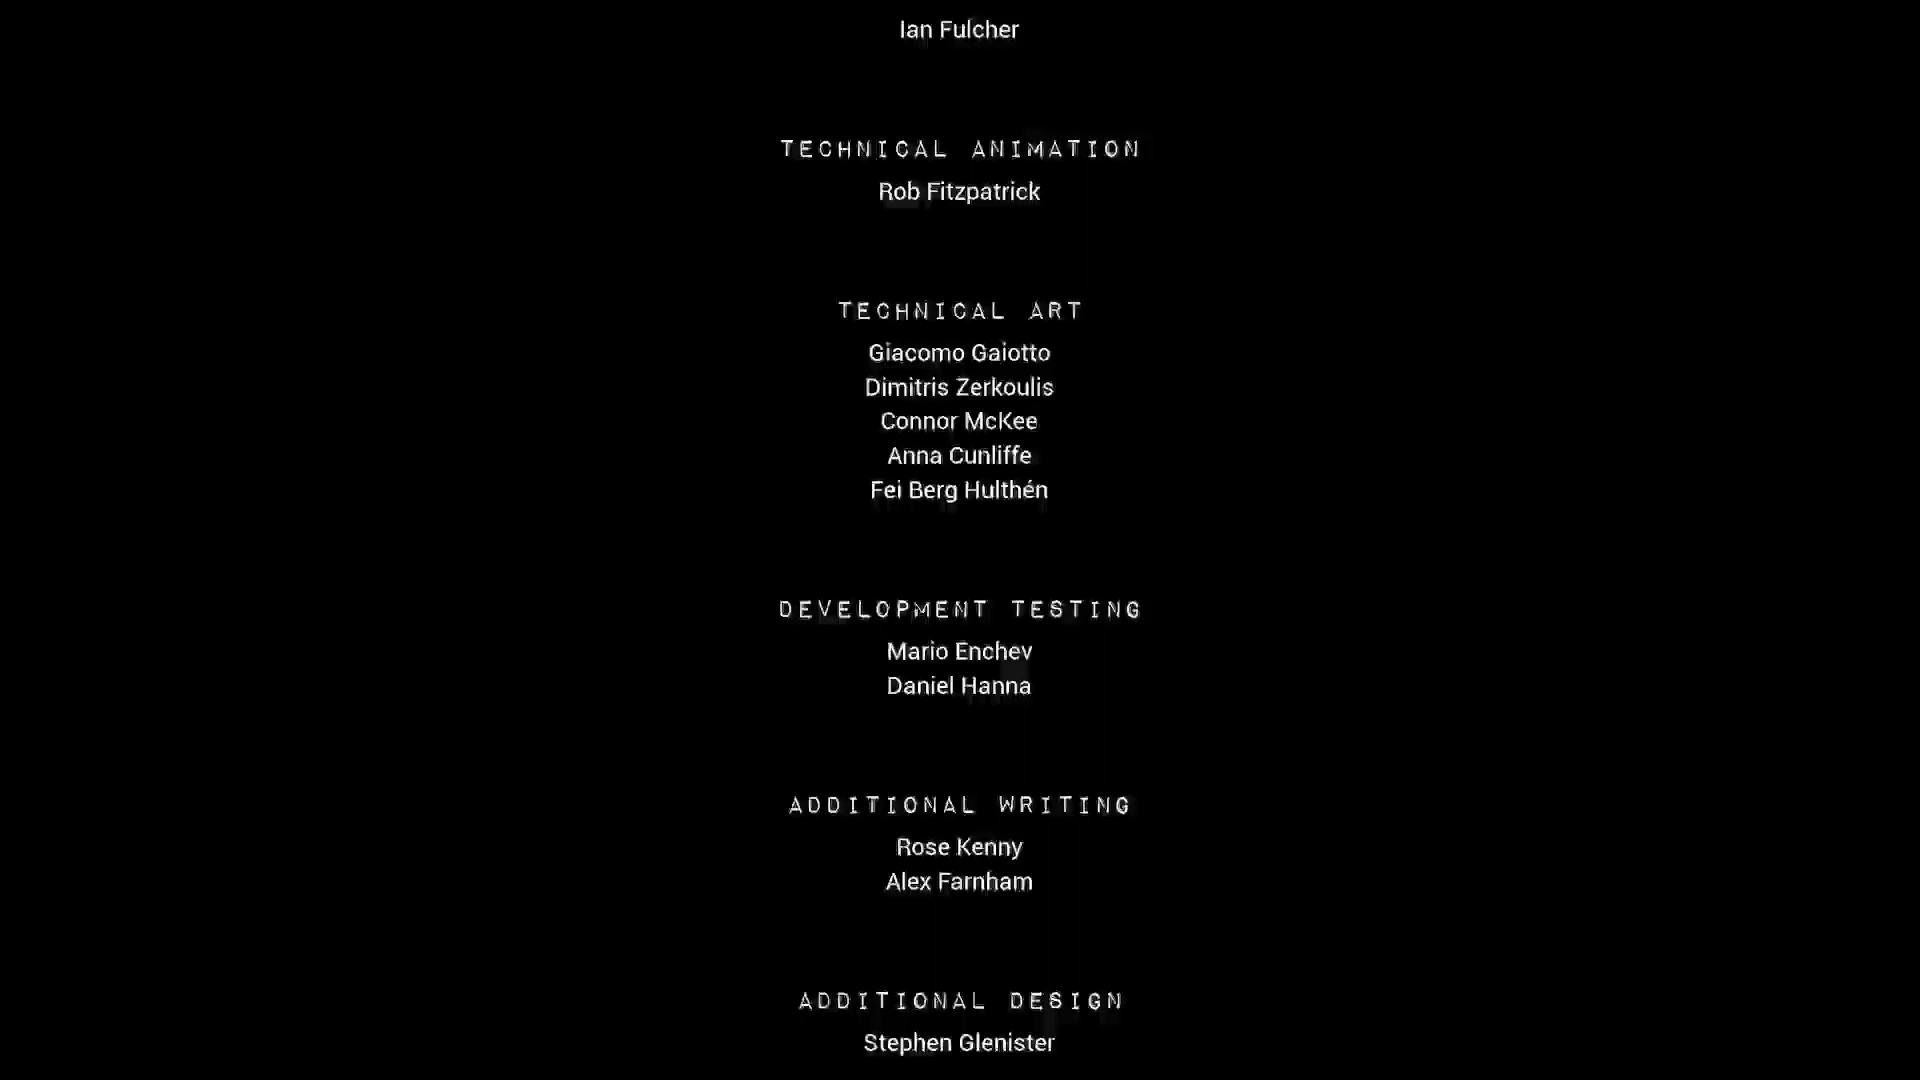 Ian Fulcher
TECHNICAL ANIMATION
Rob Fitzpatrick
TECHNICAL ART
Giacomo Gaiotto
Dimitris Zerkoulis
Connor McKee
Anna Cunliffe
Fei Berg Hulthén
DEVELOPMENT TESTING
Mario Enchev
Daniel Hanna
ADDITIONAL WRITING
Rose Kenny
Alex Farnham
ADDITIONAL DESIGN
Stephen Glenister